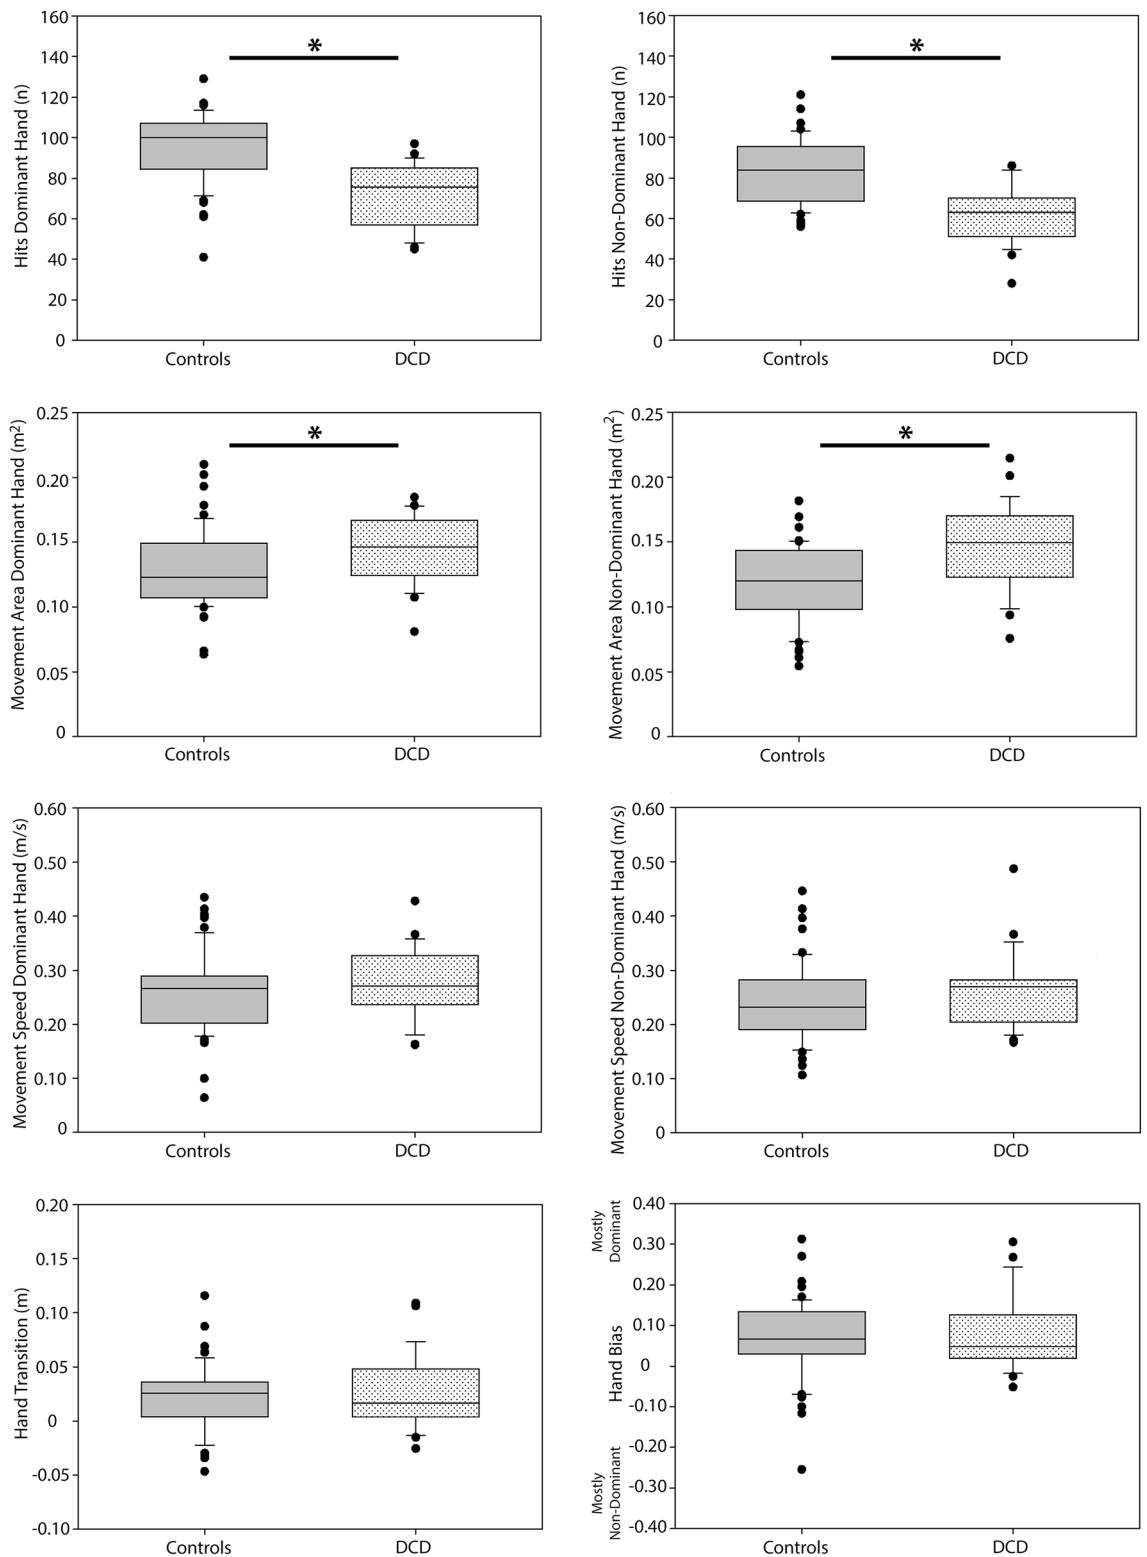 160
140
120
100
80
60
40
20
0
Hits Dominant Hand (n)
*
Controls
DCD
160
140
120
100
80
60
40
20
0
Hits Non-Dominant Hand (n)
*
Controls
DCD
0.25
0.20
0.15
0.10
0.05
0
Movement Area Dominant Hand (m²)
*
Controls
DCD
0.25
0.20
0.15
0.10
0.05
0
Movement Area Non-Dominant Hand (m²)
*
Controls
DCD
0.60
0.50
0.40
0.30
0.20
0.10
0
Movement Speed Dominant Hand (m/s)
Controls
DCD
0.60
0.50
0.40
0.30
0.20
0.10
0
Movement Speed Non-Dominant Hand (m/s)
Controls
DCD
0.20
0.15
0.10
0.05
0
-0.05
-0.10
Hand Transition (m)
Controls
DCD
Mostly
Dominant
Hand Bias
Mostly
Non-Dominant
0.40
0.30
0.20
0.10
0
-0.10
-0.20
-0.30
-0.40
Controls
DCD